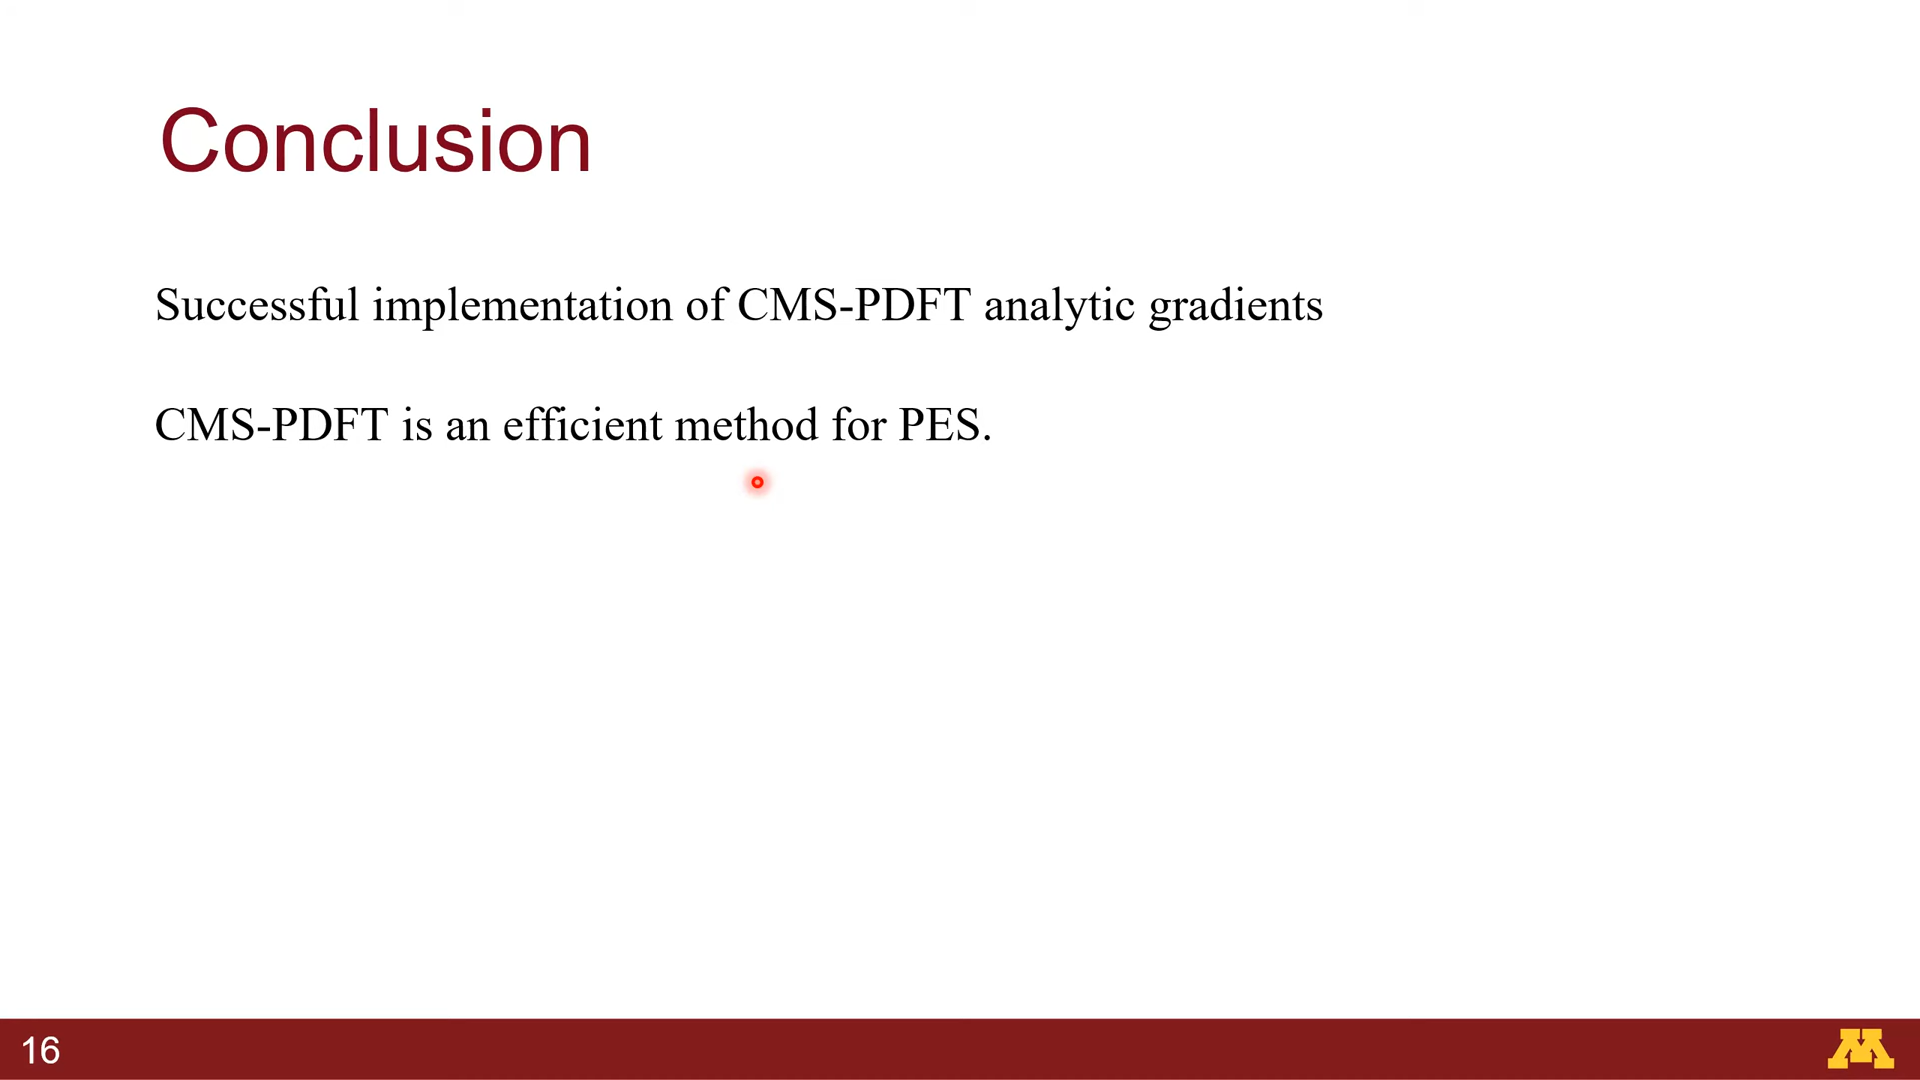 Conclusion
Successful implementation of CMS-PDFT analytic gradients
CMS-PDFT is an efficient method for PES.
16
M